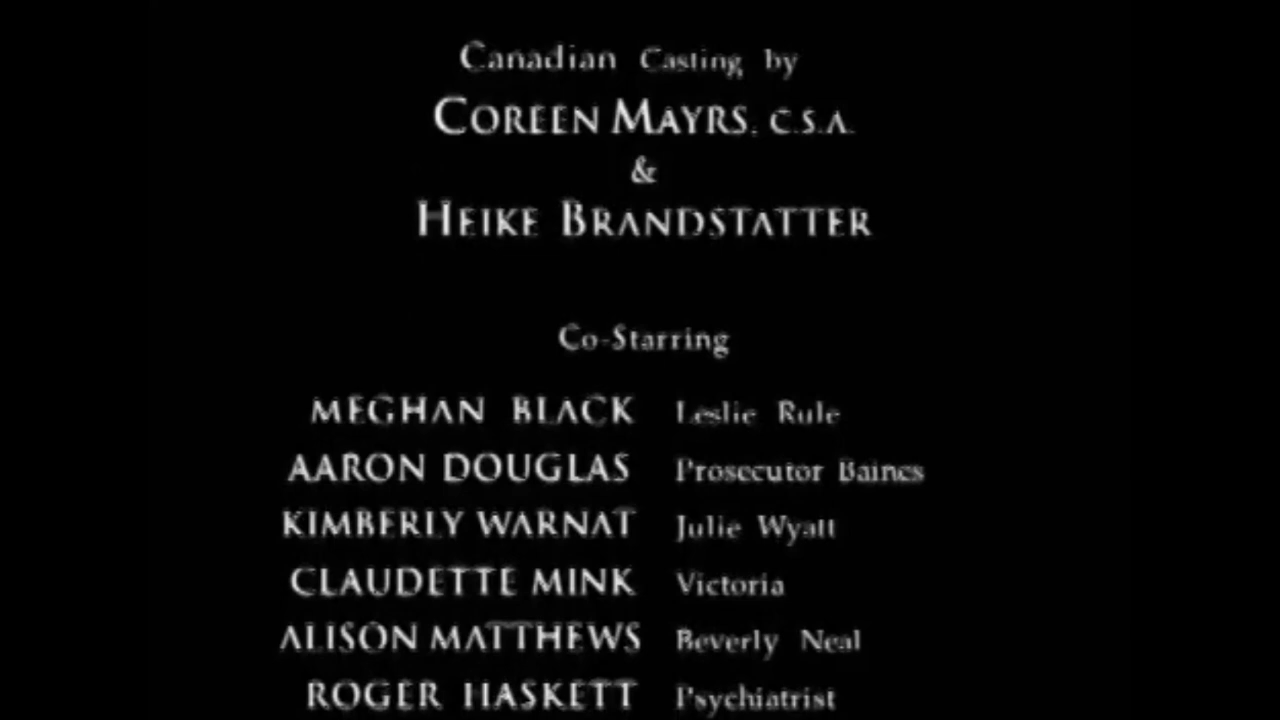 Canadian Casting by
COREEN MAYRS, C.S.A.
&
HEIKE BRANDSTATTER
Co-Starring
MEGHAN BLACK Leslie Rule
AARON DOUGLAS Prosecutor Baines
KIMBERLY WARNAT Julie Wyatt
CLAUDETTE MINK Victoria
ALISON MATTHEWS Beverly Neal
ROGER HASKETT Psychiatrist